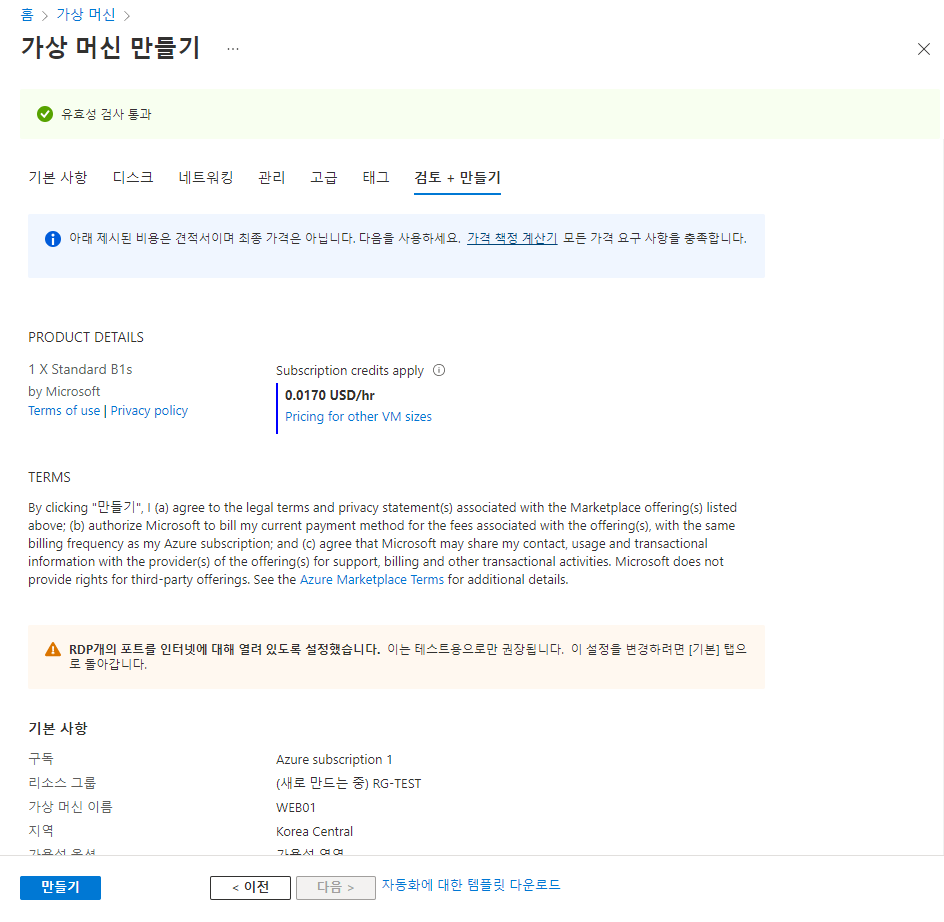 홈 > 가상 머신 >
가상 머신 만들기 ...
유효성 검사 통과
기본 사항 디스크 네트워킹 관리 고급 태그 검토 + 만들기
아래 제시된 비용은 견적서이며 최종 가격은 아닙니다. 다음을 사용하세요. 가격 책정 계산기 모든 가격 요구 사항을 충족합니다.
PRODUCT DETAILS
1 X Standard B1s
by Microsoft
Terms of use | Privacy policy
Subscription credits apply
0.0170 USD/hr
Pricing for other VM sizes
TERMS
By clicking "만들기", I (a) agree to the legal terms and privacy statement(s) associated with the Marketplace offering(s) listed
above; (b) authorize Microsoft to bill my current payment method for the fees associated with the offering(s), with the same
billing frequency as my Azure subscription; and (c) agree that Microsoft may share my contact, usage and transactional
information with the provider(s) of the offering(s) for support, billing and other transactional activities. Microsoft does not
provide rights for third-party offerings. See the Azure Marketplace Terms for additional details.
RDP개의 포트를 인터넷에 대해 열려 있도록 설정했습니다. 이는 테스트용으로만 권장됩니다. 이 설정을 변경하려면 [기본] 탭으
로 돌아갑니다.
기본 사항
구독 Azure subscription 1
리소스 그룹 (새로 만드는 중) RG-TEST
가상 머신 이름 WEB01
지역 Korea Central
가용성 옵션 가용성 영역
만들기 < 이전 다음 > 자동화에 대한 템플릿 다운로드